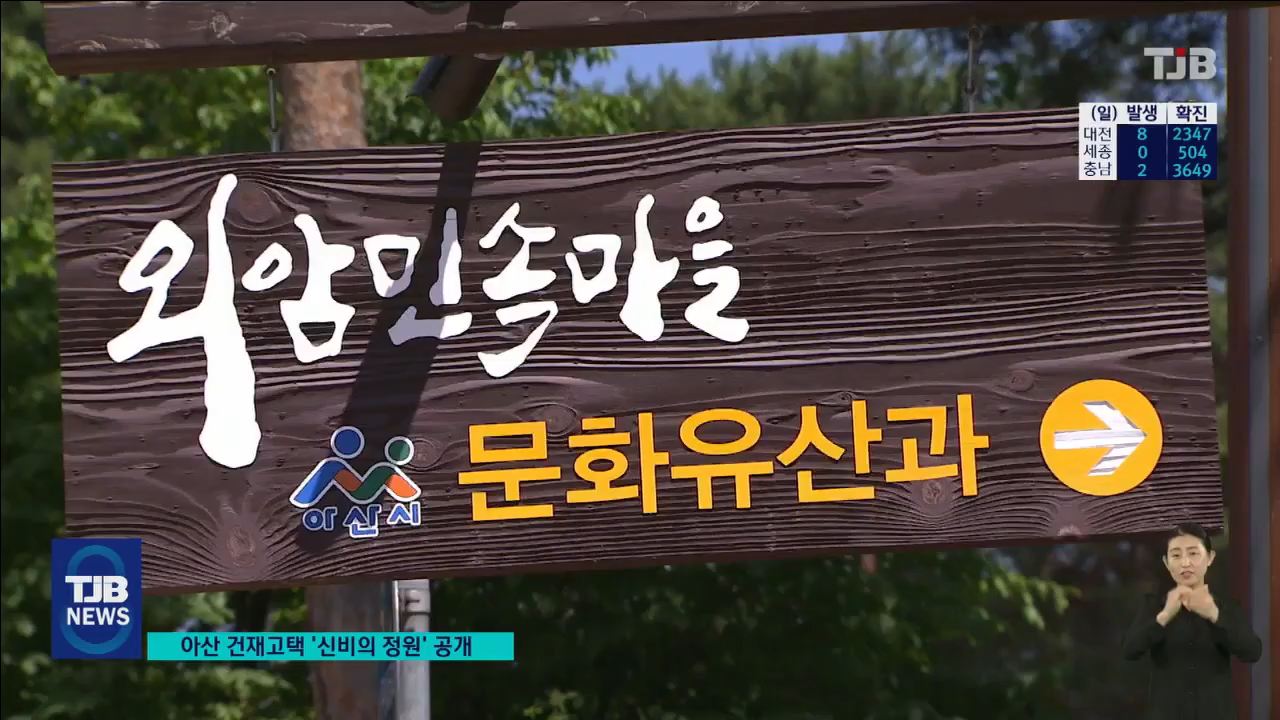 TJB
(일) 발생 확진
대전 8 2347
세종 0 504
충남 2 3649
외암민속마을
아산시 문화유산과
TJB
NEWS
아산 건재고택 '신비의 정원' 공개